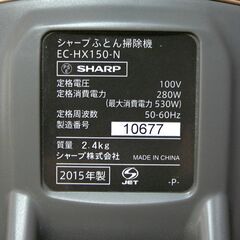 シャープふとん掃除機
EC-HX150-N
SHARP
定格電圧 100V
定格消費電力 280W
(最大消費電力 530W)
定格周波数 50-60Hz
製造番号 10677
質量 2.4kg
シャープ株式会社 MADE IN CHINA
2015年製 JET -P-